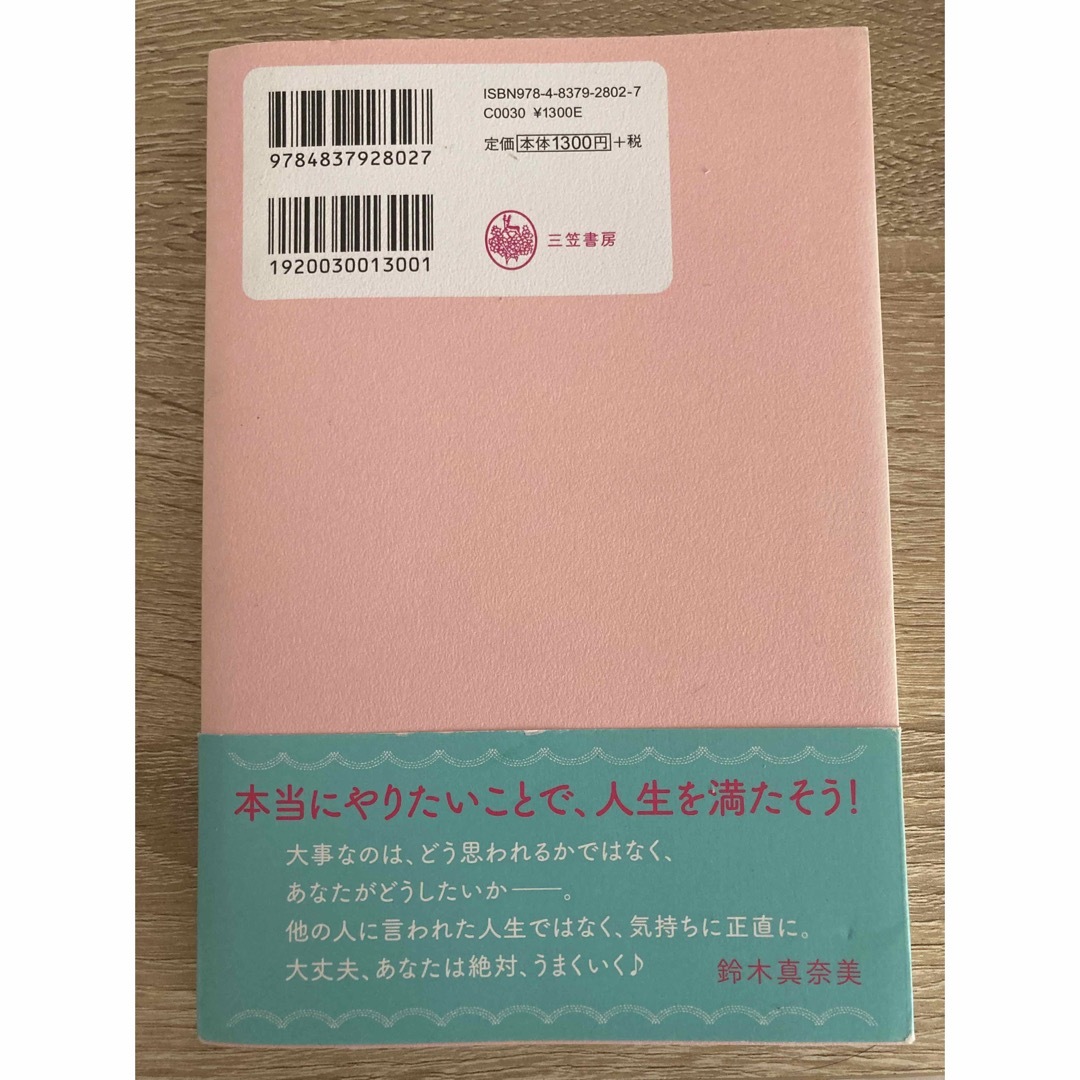 9784837928027
1920030013001
ISBN978-4-8379-2802-7
C0030 ¥1300E
定価 本体1300円 +税
三笠書房
本当にやりたいことで、人生を満たそう!
大事なのは、どう思われるかではなく、
あなたがどうしたいか──。
他の人に言われた人生ではなく、気持ちに正直に。
大丈夫、あなたは絶対、うまくいく♪
鈴木真奈美